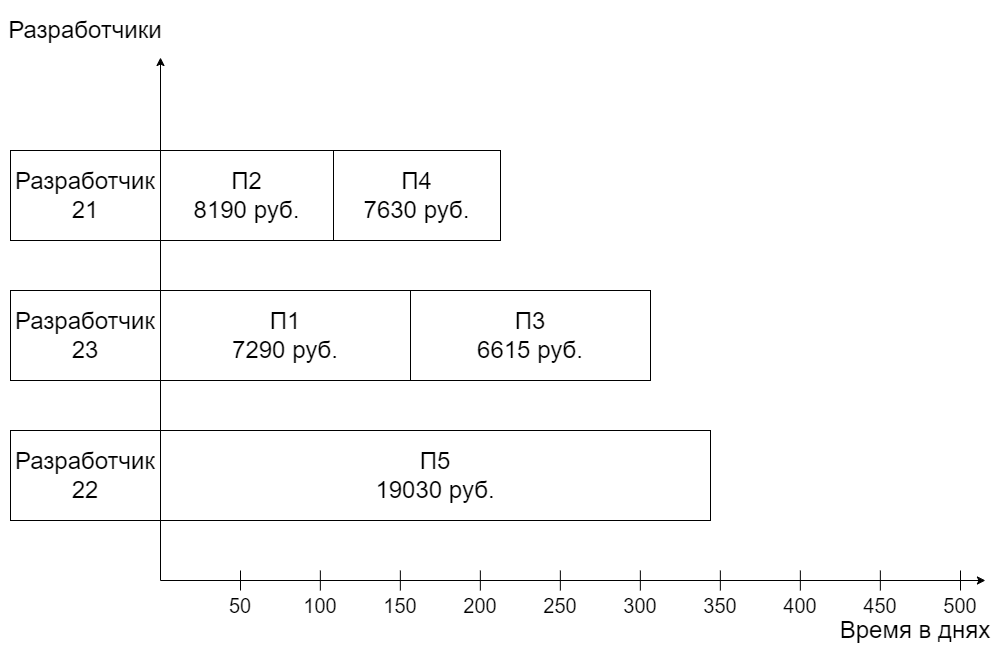 Разработчики
Разработчик
21
П2
8190 руб.
П4
7630 руб.
Разработчик
23
П1
7290 руб.
П3
6615 руб.
Разработчик
22
П5
19030 руб.
50
100
150
200
250
300
350
400
450
500
Время в днях